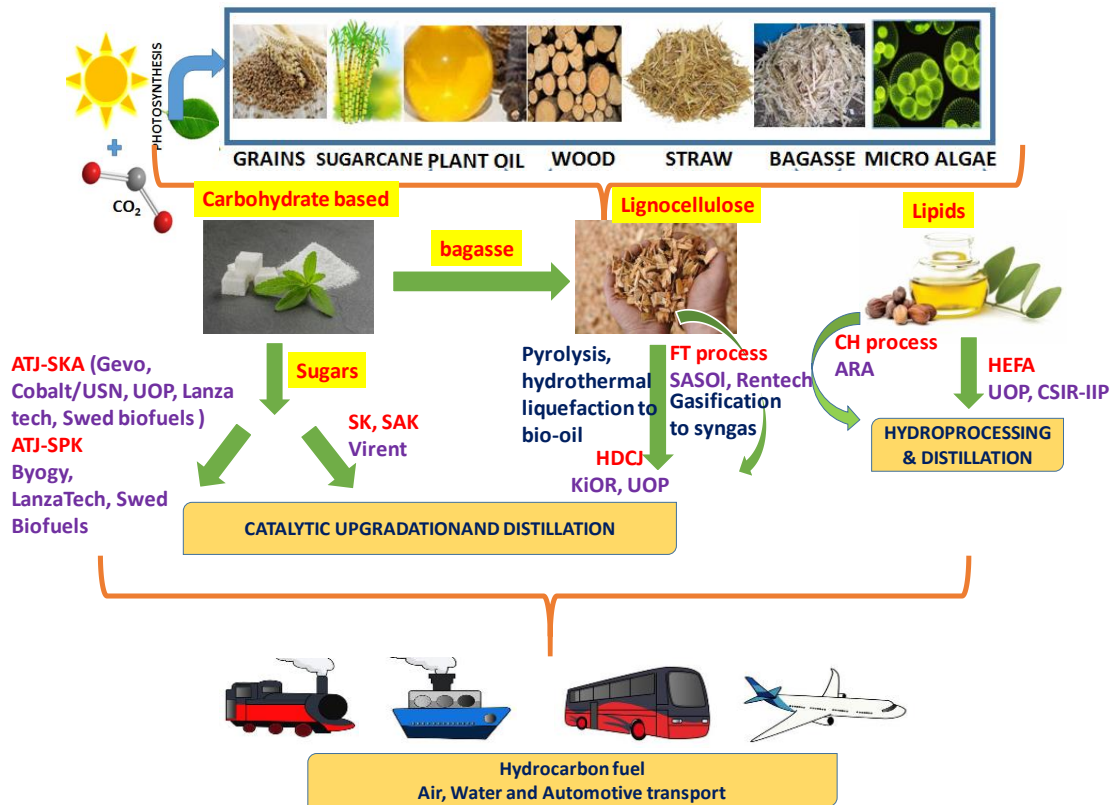 PHOTOSYNTHESIS
+
CO2
GRAINS SUGARCANE PLANT OIL WOOD STRAW BAGASSE MICRO ALGAE
Carbohydrate based
bagasse
Lignocellulose
Lipids
Sugars
ATJ-SKA (Gevo,
Cobalt/USN, UOP, Lanza
tech, Swed biofuels )
ATJ-SPK
Byogy,
LanzaTech, Swed
Biofuels
SK, SAK
Virent
Pyrolysis,
hydrothermal
liquefaction to
bio-oil
HDCJ
KiOR, UOP
FT process
SASOl, Rentech
Gasification
to syngas
CH process
ARA
HEFA
UOP, CSIR-IIP
HYDROPROCESSING
& DISTILLATION
CATALYTIC UPGRADATIONAND DISTILLATION
Hydrocarbon fuel
Air, Water and Automotive transport